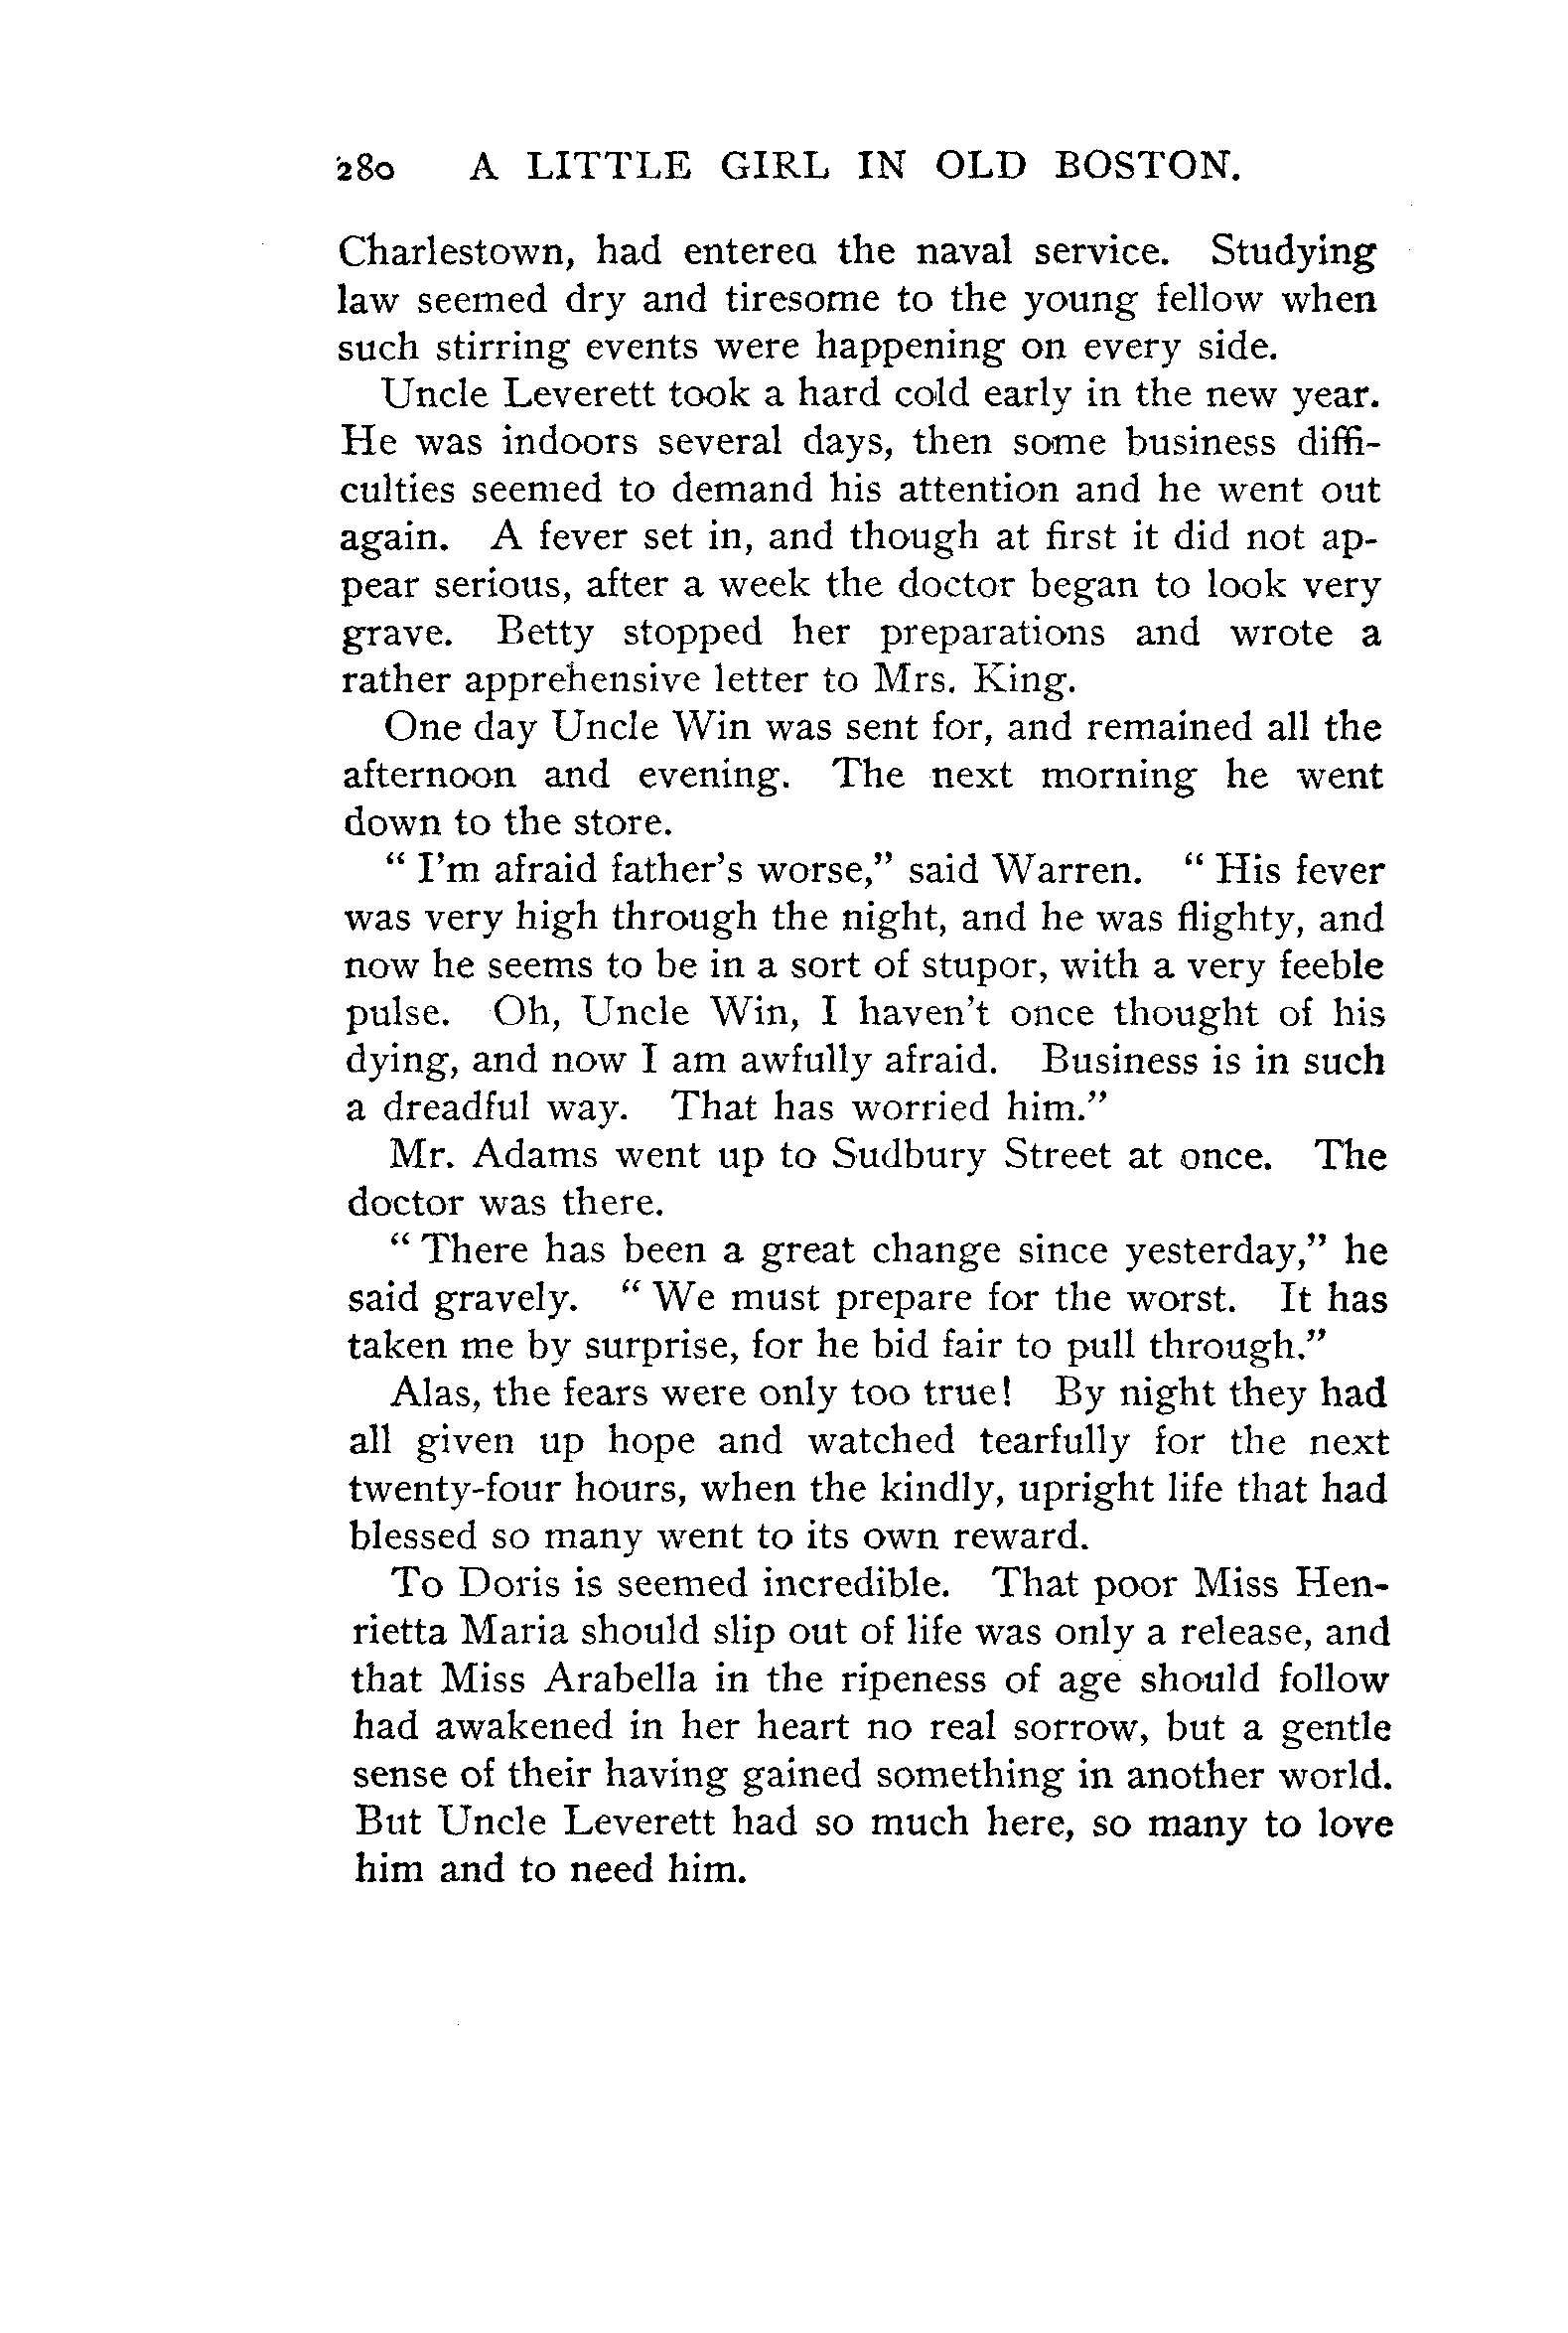 280 A LITTLE GIRL IN OLD BOSTON.
Charlestown, had entered the naval service. Studying
law seemed dry and tiresome to the young fellow when
such stirring events were happening on every side.
Uncle Leverett took a hard cold early in the new year.
He was indoors several days, then some business diffi-
culties seemed to demand his attention and he went out
again. A fever set in, and though at first it did not ap-
pear serious, after a week the doctor began to look very
grave. Betty stopped her preparations and wrote a
rather apprehensive letter to Mrs. King.
One day Uncle Win was sent for, and remained all the
afternoon and evening. The next morning he went
down to the store.
“ I’m afraid father’s worse,” said Warren. “ His fever
was very high through the night, and he was flighty, and
now he seems to be in a sort of stupor, with a very feeble
pulse. Oh, Uncle Win, I haven’t once thought of his
dying, and now I am awfully afraid. Business is in such
a dreadful way. That has worried him.”
Mr. Adams went up to Sudbury Street at once. The
doctor was there.
“ There has been a great change since yesterday,” he
said gravely. “ We must prepare for the worst. It has
taken me by surprise, for he bid fair to pull through.”
Alas, the fears were only too true! By night they had
all given up hope and watched tearfully for the next
twenty-four hours, when the kindly, upright life that had
blessed so many went to its own reward.
To Doris is seemed incredible. That poor Miss Hen-
rietta Maria should slip out of life was only a release, and
that Miss Arabella in the ripeness of age should follow
had awakened in her heart no real sorrow, but a gentle
sense of their having gained something in another world.
But Uncle Leverett had so much here, so many to love
him and to need him.